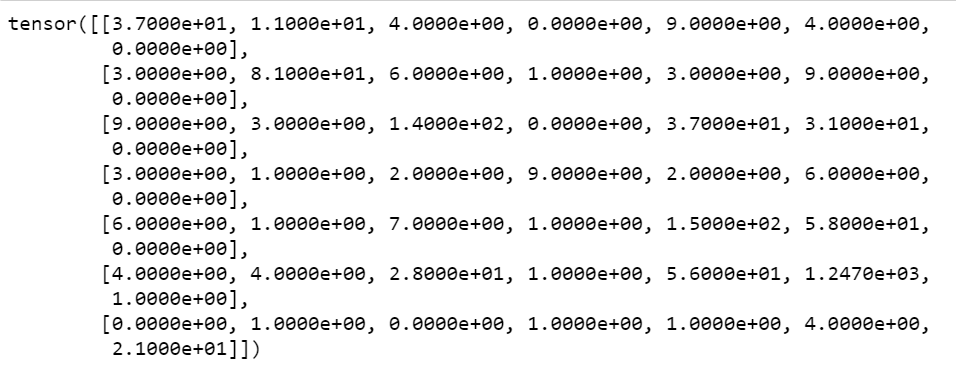 tensor([[3.7000e+01, 1.1000e+01, 4.0000e+00, 0.0000e+00, 9.0000e+00, 4.0000e+00,
0.0000e+00],
[3.0000e+00, 8.1000e+01, 6.0000e+00, 1.0000e+00, 3.0000e+00, 9.0000e+00,
0.0000e+00],
[9.0000e+00, 3.0000e+00, 1.4000e+02, 0.0000e+00, 3.7000e+01, 3.1000e+01,
0.0000e+00],
[3.0000e+00, 1.0000e+00, 2.0000e+00, 9.0000e+00, 2.0000e+00, 6.0000e+00,
0.0000e+00],
[6.0000e+00, 1.0000e+00, 7.0000e+00, 1.0000e+00, 1.5000e+02, 5.8000e+01,
0.0000e+00],
[4.0000e+00, 4.0000e+00, 2.8000e+01, 1.0000e+00, 5.6000e+01, 1.2470e+03,
1.0000e+00],
[0.0000e+00, 1.0000e+00, 0.0000e+00, 1.0000e+00, 1.0000e+00, 4.0000e+00,
2.1000e+01]])